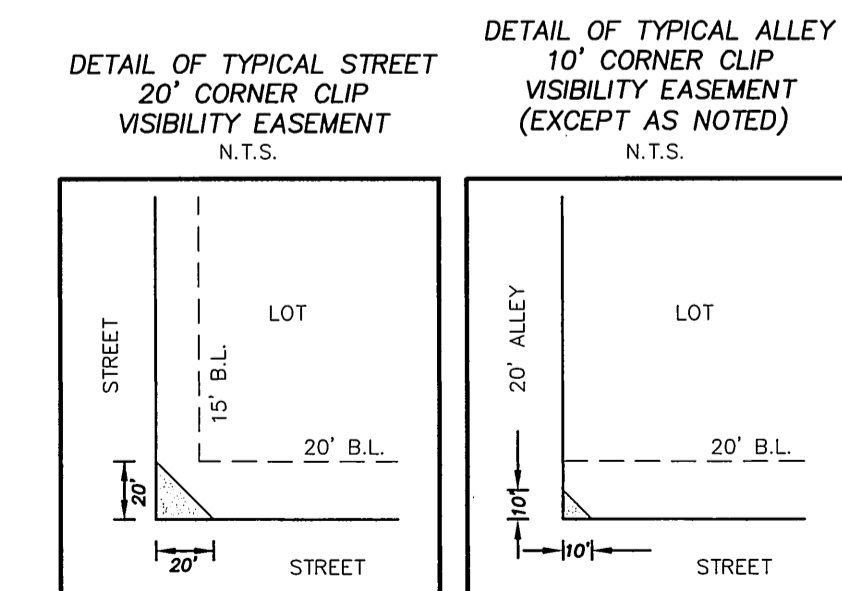 DETAIL OF TYPICAL STREET
20' CORNER CLIP
VISIBILITY EASEMENT
N.T.S.
STREET
LOT
15' B.L.
20' B.L.
20'
20'
STREET
DETAIL OF TYPICAL ALLEY
10' CORNER CLIP
VISIBILITY EASEMENT
(EXCEPT AS NOTED)
N.T.S.
20' ALLEY
LOT
20' B.L.
10'
10'
STREET